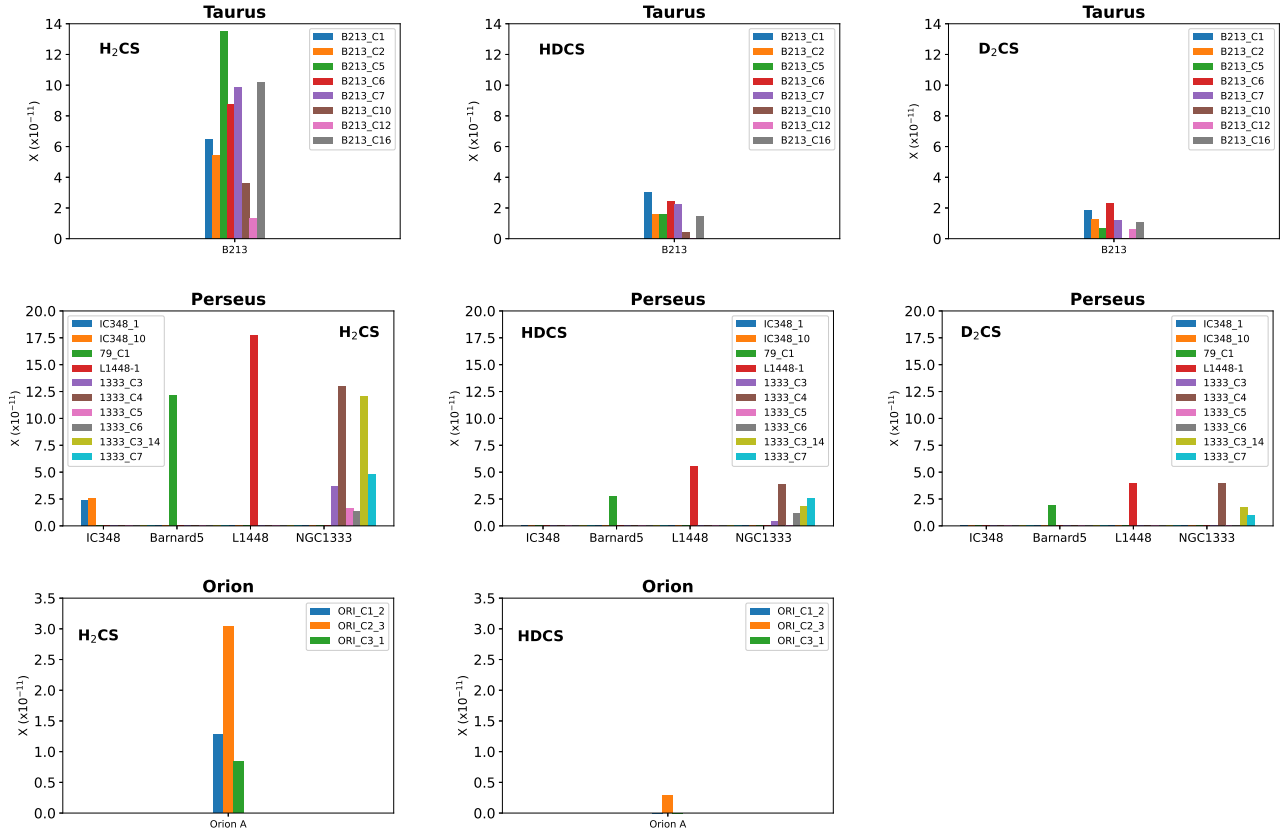 Taurus
H₂CS
X (x10⁻¹¹)
14
12
10
8
6
4
2
0
B213
B213_C1
B213_C2
B213_C5
B213_C6
B213_C7
B213_C10
B213_C12
B213_C16
Taurus
HDCS
X (x10⁻¹¹)
14
12
10
8
6
4
2
0
B213
B213_C1
B213_C2
B213_C5
B213_C6
B213_C7
B213_C10
B213_C12
B213_C16
Taurus
D₂CS
X (x10⁻¹¹)
14
12
10
8
6
4
2
0
B213
B213_C1
B213_C2
B213_C5
B213_C6
B213_C7
B213_C10
B213_C12
B213_C16
Perseus
H₂CS
X (x10⁻¹¹)
20.0
17.5
15.0
12.5
10.0
7.5
5.0
2.5
0.0
IC348 Barnard5 L1448 NGC1333
IC348_1
IC348_10
79_C1
L1448-1
1333_C3
1333_C4
1333_C5
1333_C6
1333_C3_14
1333_C7
Perseus
HDCS
X (x10⁻¹¹)
20.0
17.5
15.0
12.5
10.0
7.5
5.0
2.5
0.0
IC348 Barnard5 L1448 NGC1333
IC348_1
IC348_10
79_C1
L1448-1
1333_C3
1333_C4
1333_C5
1333_C6
1333_C3_14
1333_C7
Perseus
D₂CS
X (x10⁻¹¹)
20.0
17.5
15.0
12.5
10.0
7.5
5.0
2.5
0.0
IC348 Barnard5 L1448 NGC1333
IC348_1
IC348_10
79_C1
L1448-1
1333_C3
1333_C4
1333_C5
1333_C6
1333_C3_14
1333_C7
Orion
H₂CS
X (x10⁻¹¹)
3.5
3.0
2.5
2.0
1.5
1.0
0.5
0.0
Orion A
ORI_C1_2
ORI_C2_3
ORI_C3_1
Orion
HDCS
X (x10⁻¹¹)
3.5
3.0
2.5
2.0
1.5
1.0
0.5
0.0
Orion A
ORI_C1_2
ORI_C2_3
ORI_C3_1